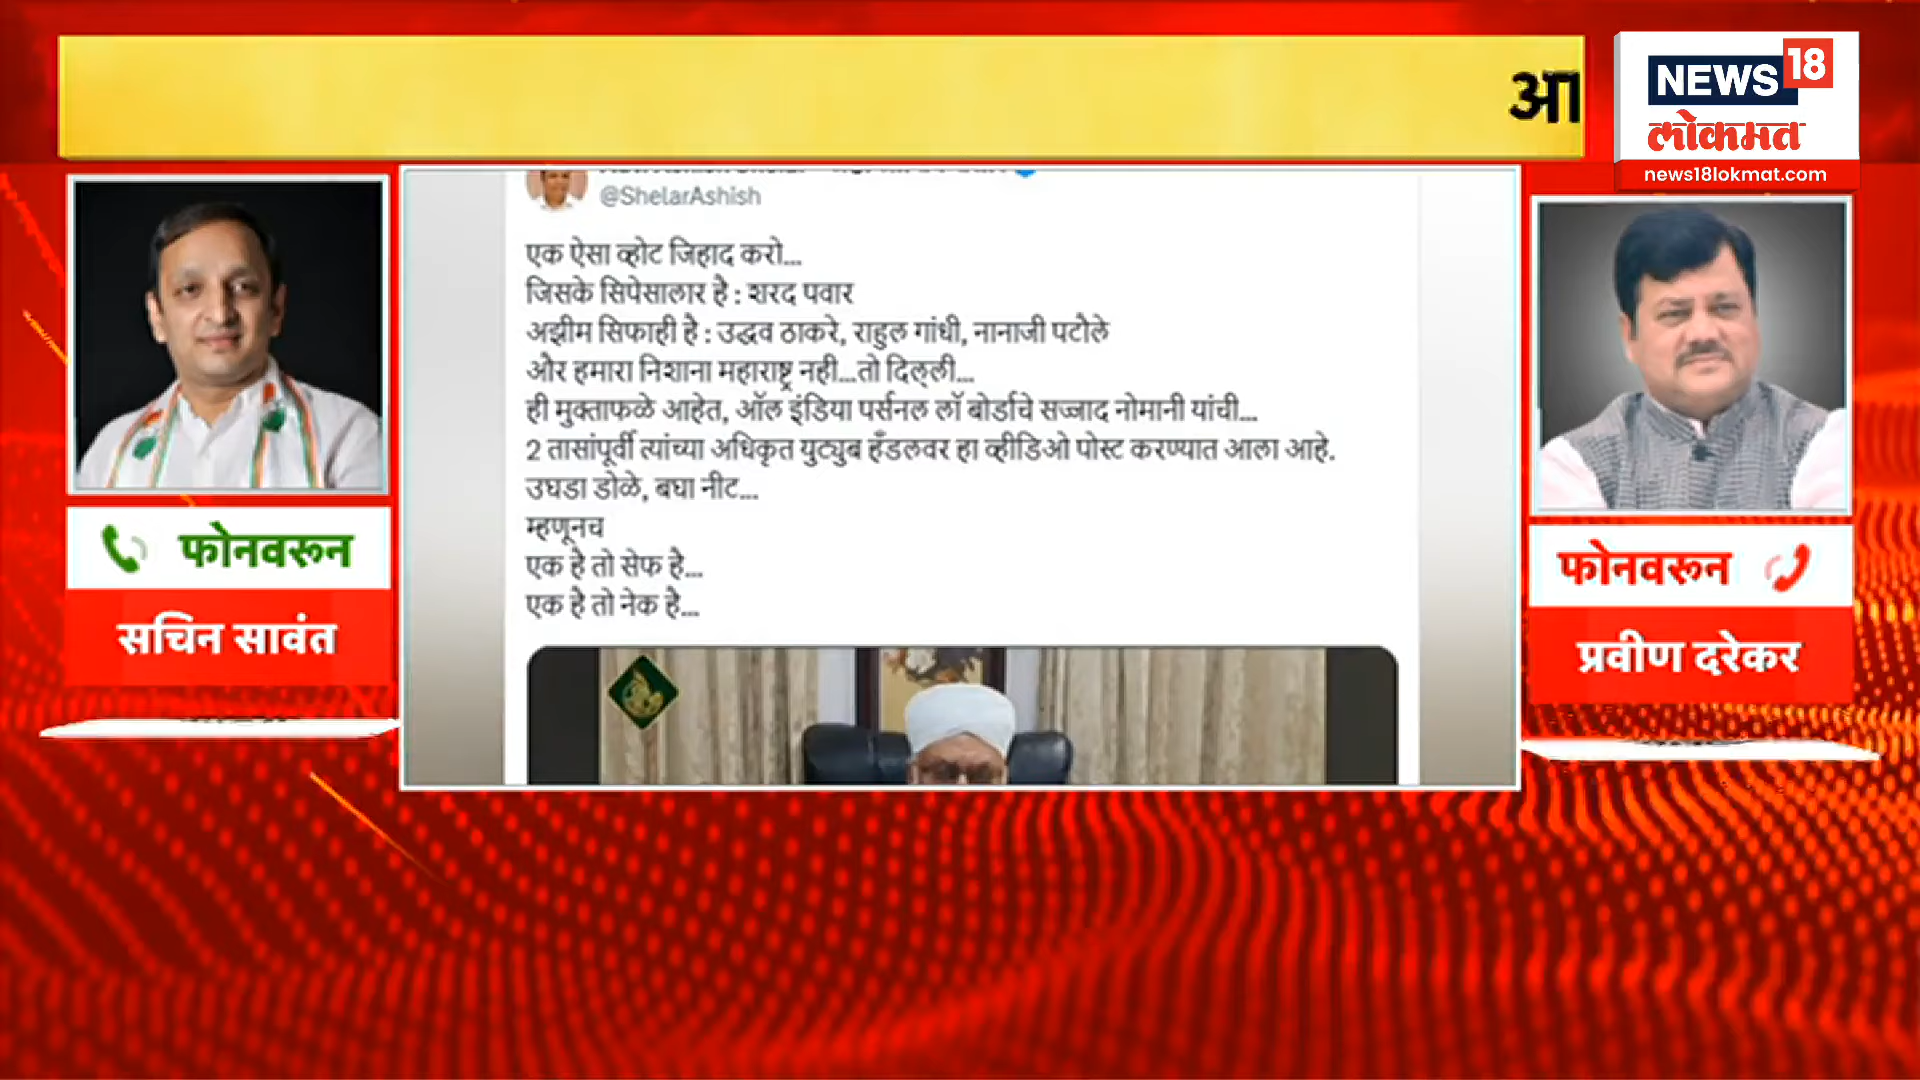 आ
NEWS 18
लोकमत
news18lokmat.com
@ShelarAshish
एक ऐसा व्होट जिहाद करो...
जिसके सिपेसालार है : शरद पवार
अझीम सिफाही है : उद्धव ठाकरे, राहुल गांधी, नानाजी पटौले
और हमारा निशाना महाराष्ट्र नही...तो दिल्ली...
ही मुक्ताफळे आहेत, ऑल इंडिया पर्सनल लॉ बोर्डाचे सज्जाद नोमानी यांची...
2 तासांपूर्वी त्यांच्या अधिकृत युट्युब हँडलवर हा व्हीडिओ पोस्ट करण्यात आला आहे.
उघडा डोळे, बघा नीट...
म्हणूनच
एक है तो सेफ है...
एक है तो नेक है...
फोनवरून
सचिन सावंत
फोनवरून
प्रवीण दरेकर